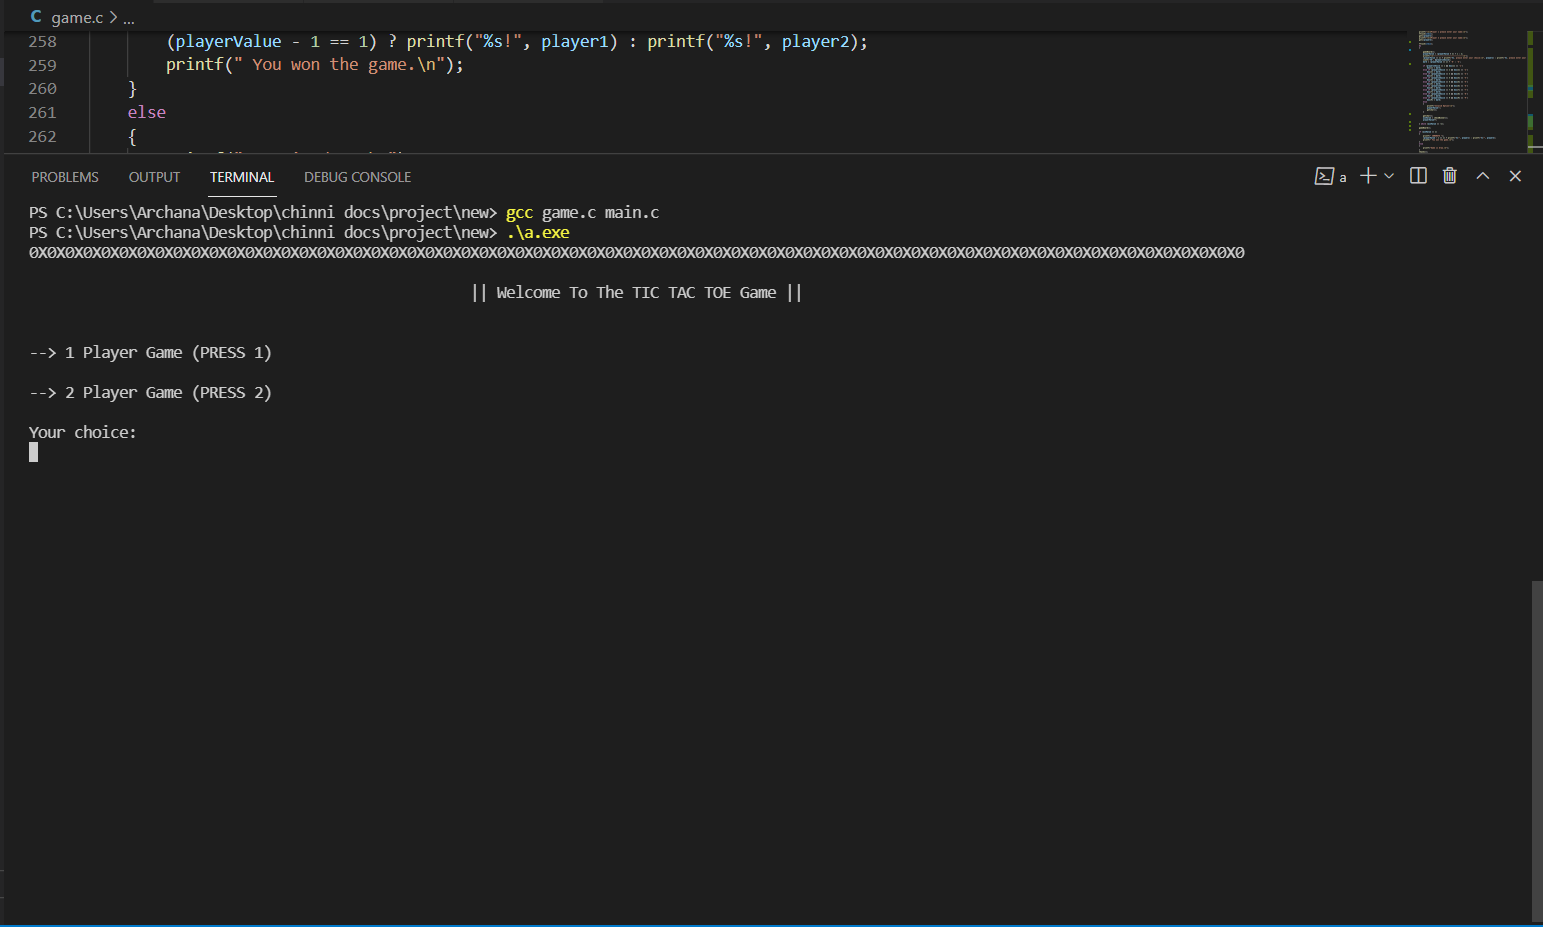 C game.c > ...
258 (playerValue - 1 == 1) ? printf("%s!", player1) : printf("%s!", player2);
259 printf(" You won the game.\n");
260 }
261 else
262 {
PROBLEMS OUTPUT TERMINAL DEBUG CONSOLE a
PS C:\Users\Archana\Desktop\chinni docs\project\new> gcc game.c main.c
PS C:\Users\Archana\Desktop\chinni docs\project\new> .\a.exe
0X0X0X0X0X0X0X0X0X0X0X0X0X0X0X0X0X0X0X0X0X0X0X0X0X0X0X0X0X0X0X0X0X0X0X0X0X0X0X0X0X0X0X0X0X0X0X0X0X0X0X0X0X0X0X0X0X0X0X0X0X0X0X0X0X0X0X0
|| Welcome To The TIC TAC TOE Game ||
--> 1 Player Game (PRESS 1)
--> 2 Player Game (PRESS 2)
Your choice: